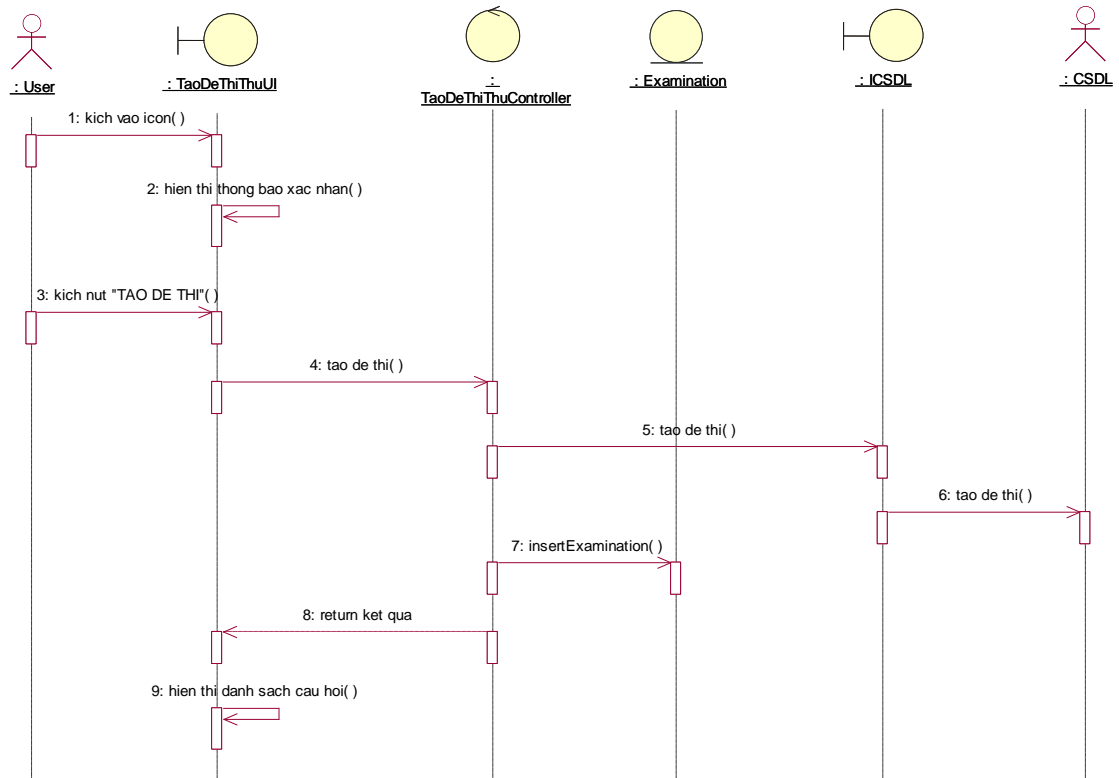 : User
: TaoDeThiThuUI
:
TaoDeThiThuController
: Examination
: ICSDL
: CSDL
1: kich vao icon( )
2: hien thi thong bao xac nhan( )
3: kich nut "TAO DE THI"( )
4: tao de thi( )
5: tao de thi( )
6: tao de thi( )
7: insertExamination( )
8: return ket qua
9: hien thi danh sach cau hoi( )